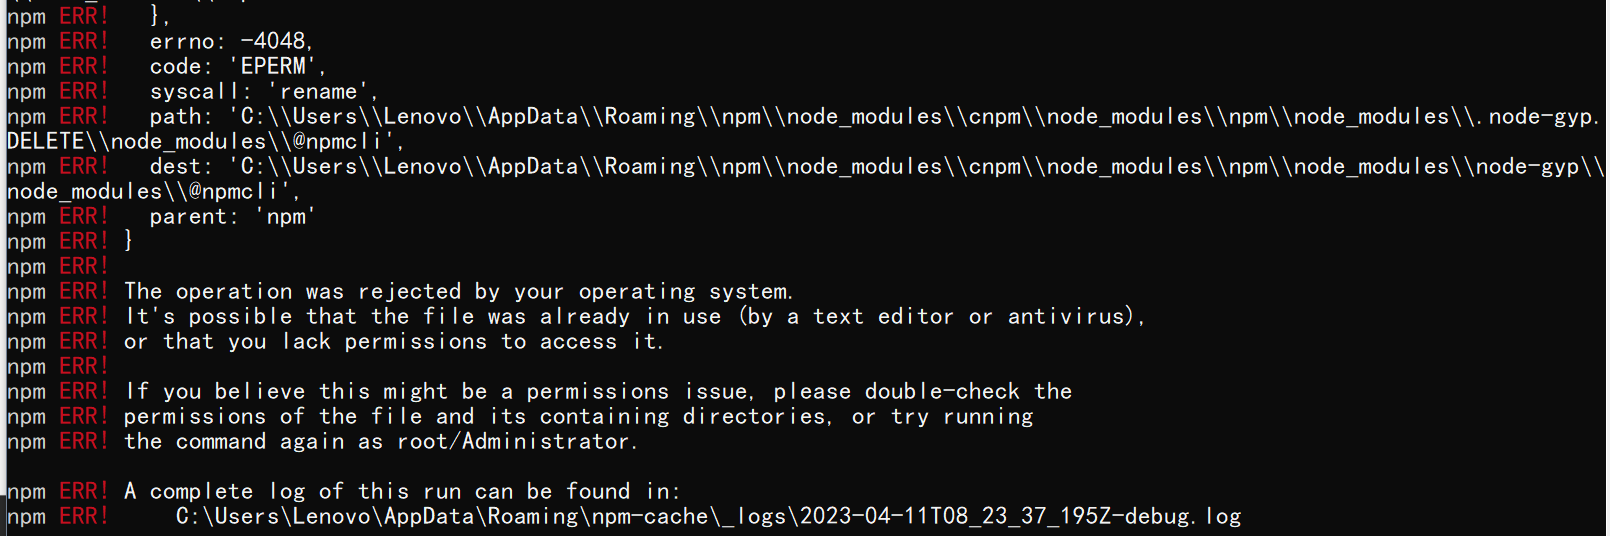 npm ERR!   },
npm ERR!   errno: -4048,
npm ERR!   code: 'EPERM',
npm ERR!   syscall: 'rename',
npm ERR!   path: 'C:\\Users\\Lenovo\\AppData\\Roaming\\npm\\node_modules\\cnpm\\node_modules\\npm\\node_modules\\.node-gyp.
DELETE\\node_modules\\@npmcli',
npm ERR!   dest: 'C:\\Users\\Lenovo\\AppData\\Roaming\\npm\\node_modules\\cnpm\\node_modules\\npm\\node_modules\\node-gyp\\
node_modules\\@npmcli',
npm ERR!   parent: 'npm'
npm ERR! }
npm ERR!
npm ERR! The operation was rejected by your operating system.
npm ERR! It's possible that the file was already in use (by a text editor or antivirus),
npm ERR! or that you lack permissions to access it.
npm ERR!
npm ERR! If you believe this might be a permissions issue, please double-check the
npm ERR! permissions of the file and its containing directories, or try running
npm ERR! the command again as root/Administrator.
npm ERR! A complete log of this run can be found in:
npm ERR!     C:\Users\Lenovo\AppData\Roaming\npm-cache\_logs\2023-04-11T08_23_37_195Z-debug.log